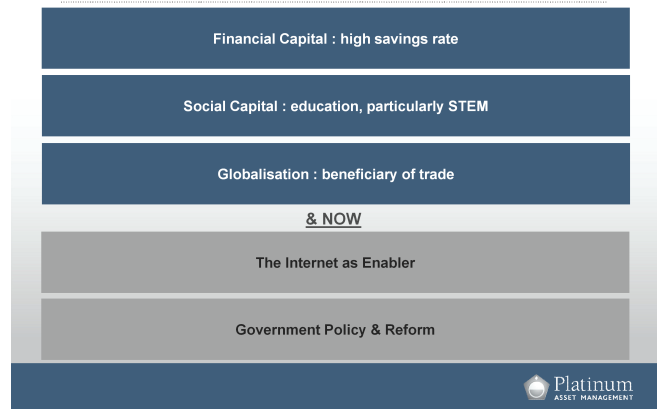 Financial Capital : high savings rate
Social Capital : education, particularly STEM
Globalisation : beneficiary of trade
& NOW
The Internet as Enabler
Government Policy & Reform
Platinum
ASSET MANAGEMENT